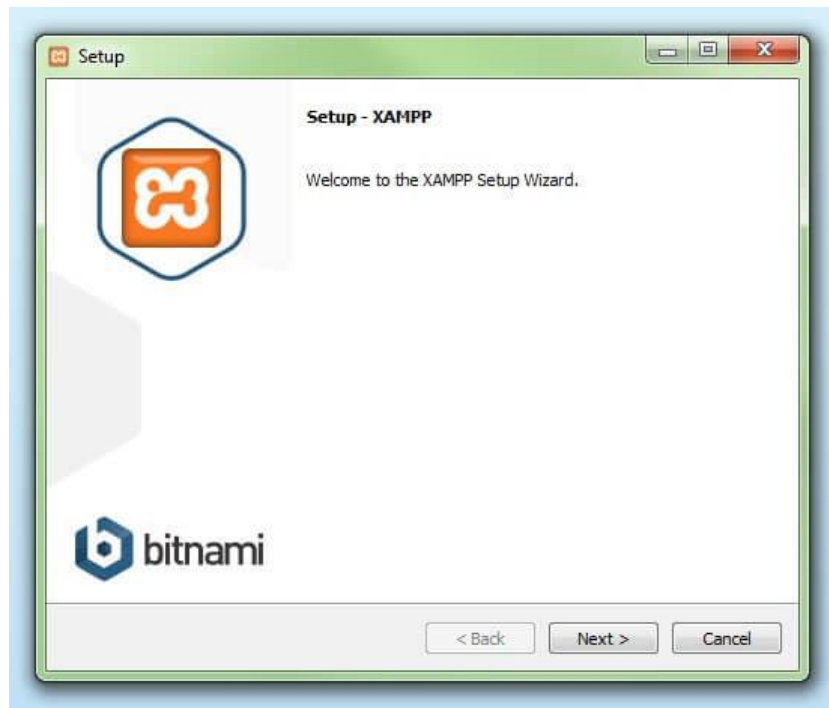 Setup
Setup - XAMPP
Welcome to the XAMPP Setup Wizard.
bitnami
< Back Next > Cancel